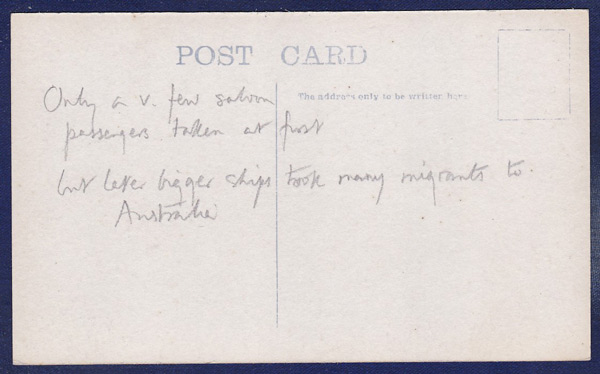 POST CARD
The address only to be written here
Only a v. few saloon
passengers taken at first
but later bigger ships took many migrants to
Australia